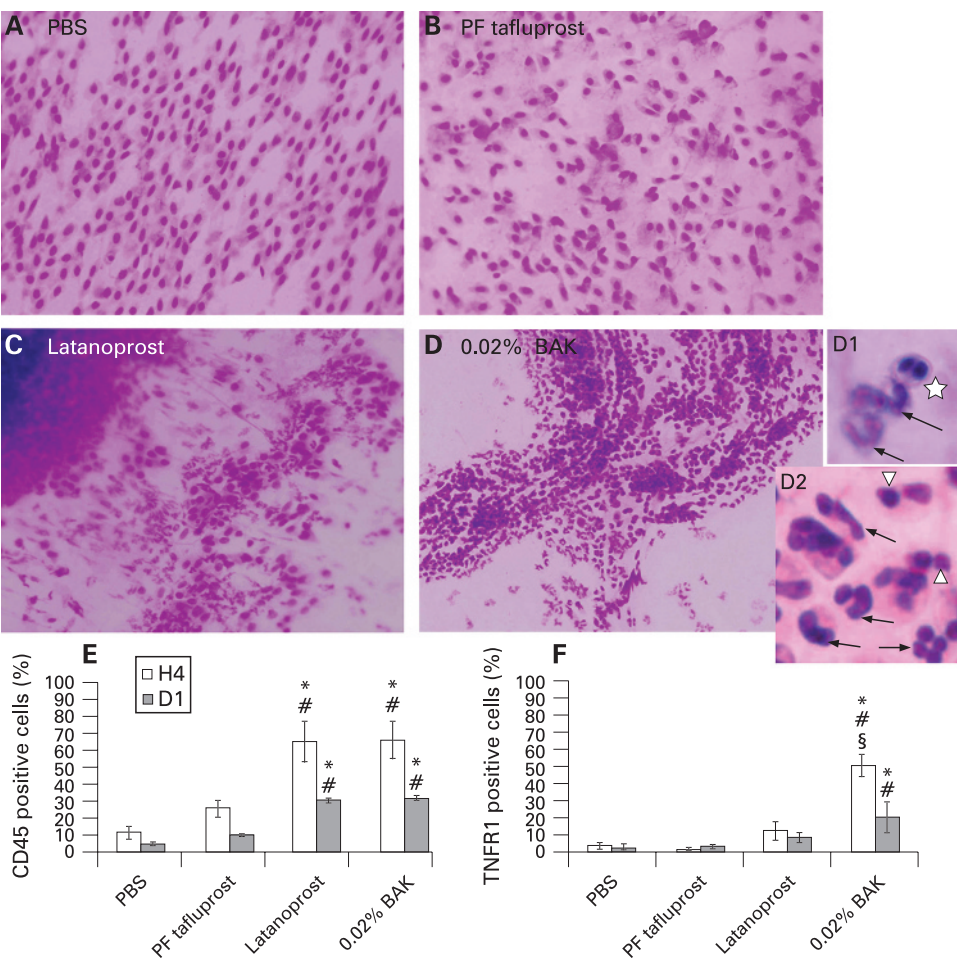 A PBS
B PF tafluprost
C Latanoprost
D 0.02% BAK
D1
D2
E
H4
D1
CD45 positive cells (%)
100
90
80
70
60
50
40
30
20
10
0
*
#
*
#
*
#
*
#
PBS
PF tafluprost
Latanoprost
0.02% BAK
F
TNFR1 positive cells (%)
100
90
80
70
60
50
40
30
20
10
0
*
#
§
*
#
PBS
PF tafluprost
Latanoprost
0.02% BAK